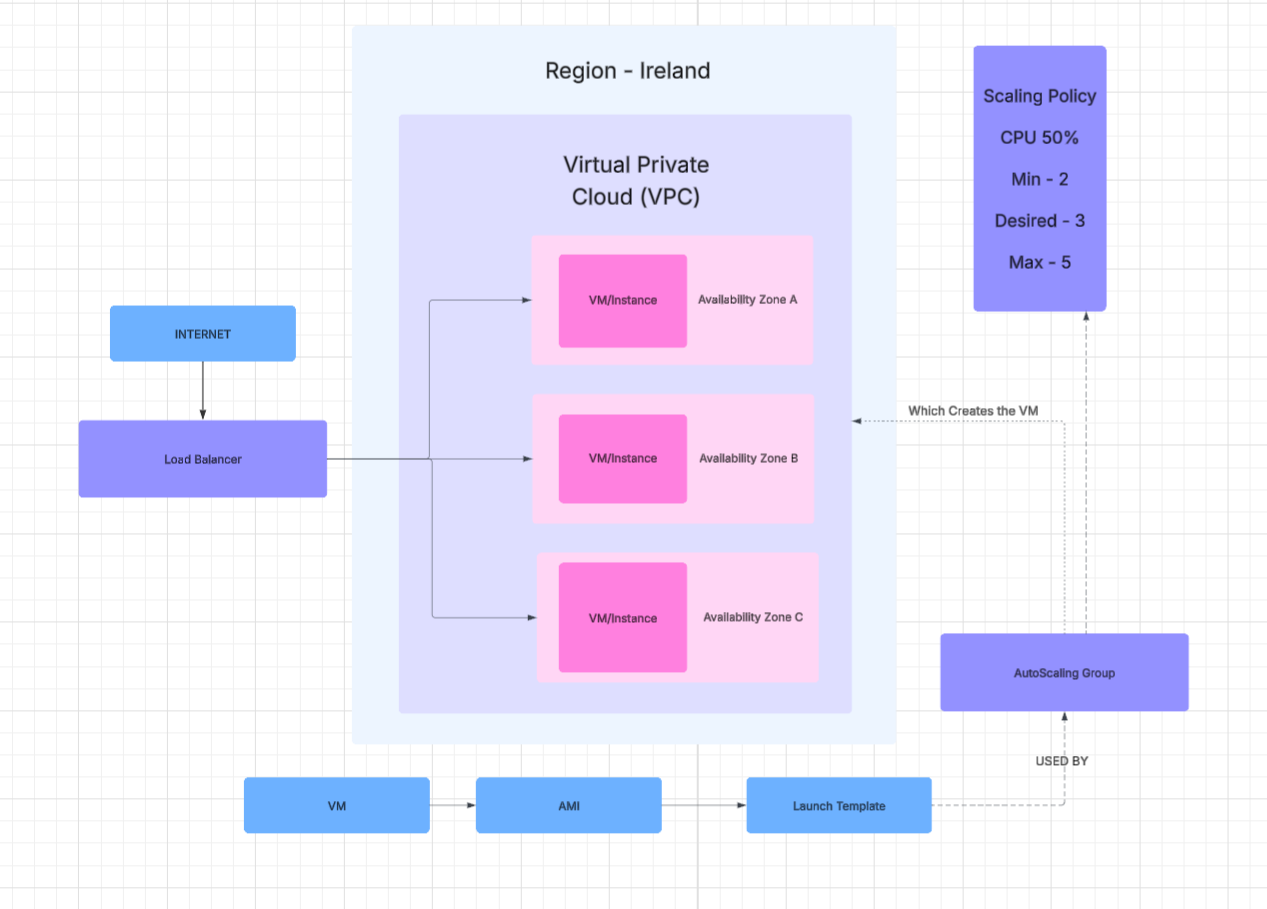 Region - Ireland
Virtual Private
Cloud (VPC)
VM/Instance
Availability Zone A
VM/Instance
Availability Zone B
VM/Instance
Availability Zone C
INTERNET
Load Balancer
Scaling Policy
CPU 50%
Min - 2
Desired - 3
Max - 5
Which Creates the VM
AutoScaling Group
USED BY
VM
AMI
Launch Template